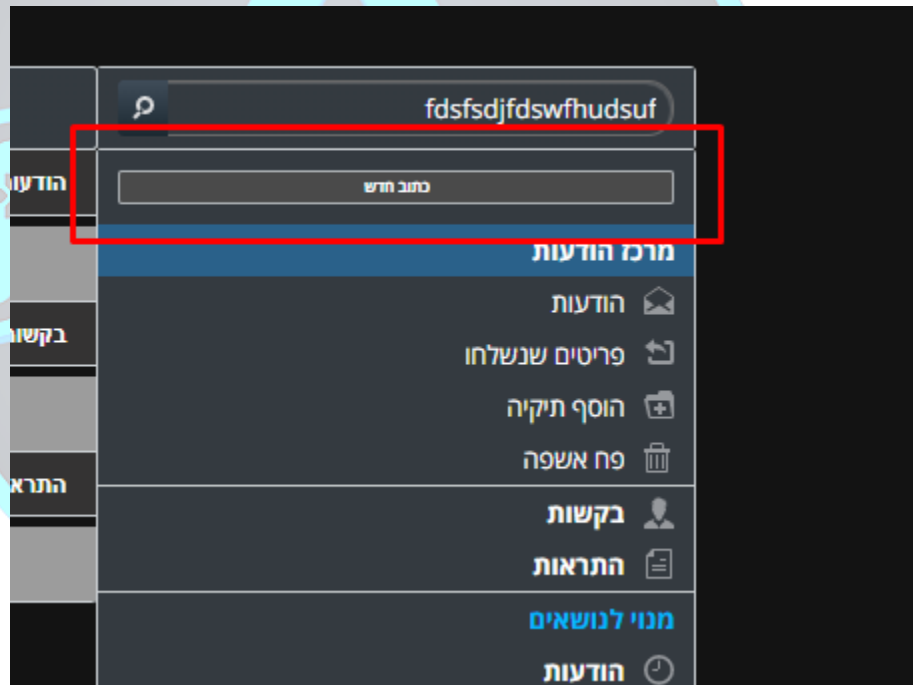 fdsfsdjfdswfhudsuf
כתוב חדש
מרכז הודעות
הודעות
פריטים שנשלחו
הוסף תיקיה
פח אשפה
בקשות
התראות
מנוי לנושאים
הודעות